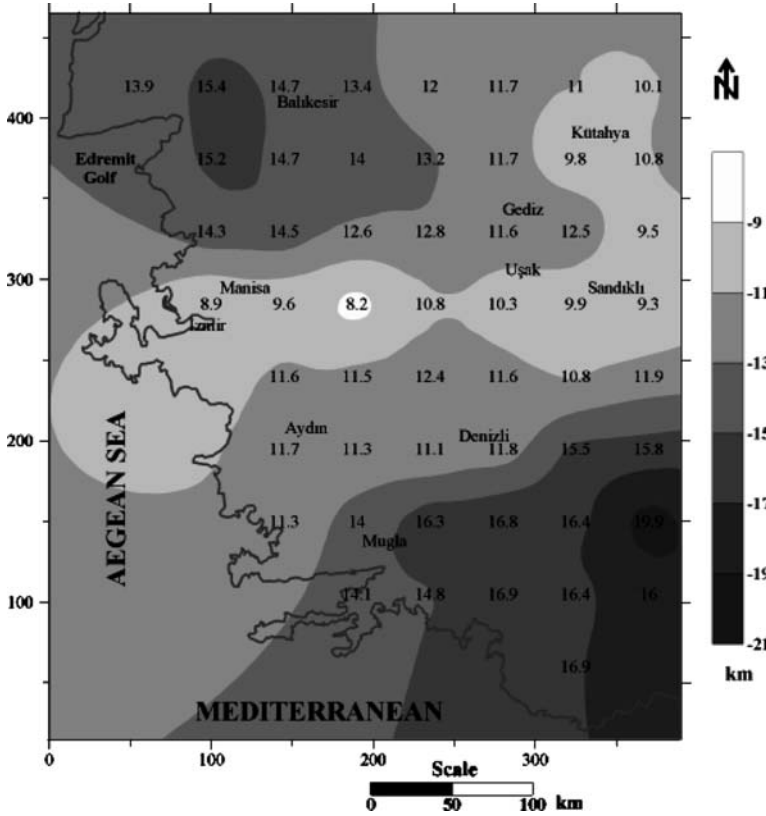 13.9 15.4 14.7 13.4 12 11.7 11 10.1
Balıkesir
400
Kütahya
Edremit
Golf
15.2 14.7 14 13.2 11.7 9.8 10.8
Gediz
14.3 14.5 12.6 12.8 11.6 12.5 9.5
-9
Uşak
300
Manisa
Sandıklı
-11
8.9 9.6 8.2 10.8 10.3 9.9 9.3
İzmir
-13
11.6 11.5 12.4 11.6 10.8 11.9
Aydın
Denizli
200
11.7 11.3 11.1 11.8 15.5 15.8
-15
AEGEAN SEA
11.3 14 16.3 16.8 16.4 19.9
-17
Mugla
100
14.1 14.8 16.9 16.4 16
-19
16.9
-21
km
MEDITERRANEAN
0 100 200 300
Scale
0 50 100 km
N